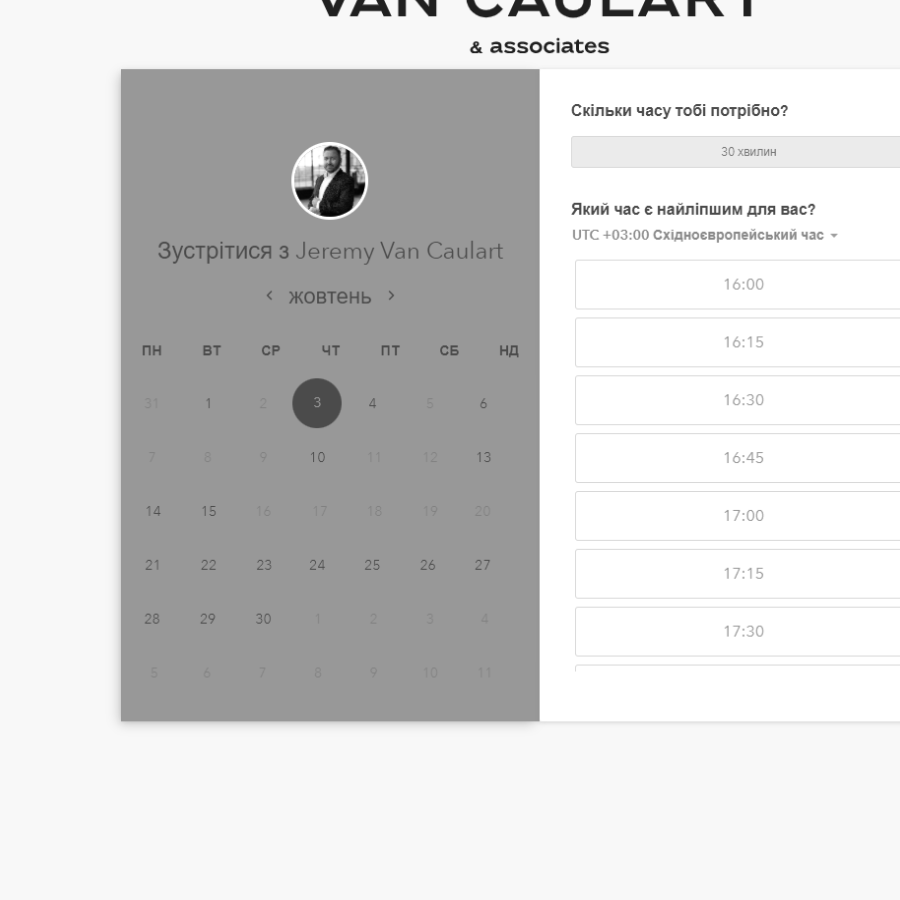 VAN CAULART
& associates
Зустрітися з Jeremy Van Caulart
жовтень
ПН ВТ СР ЧТ ПТ СБ НД
31 1 2 3 4 5 6
7 8 9 10 11 12 13
14 15 16 17 18 19 20
21 22 23 24 25 26 27
28 29 30 1 2 3 4
5 6 7 8 9 10 11
Скільки часу тобі потрібно?
30 хвилин
Який час є найліпшим для вас?
UTC +03:00 Східноєвропейський час
16:00
16:15
16:30
16:45
17:00
17:15
17:30